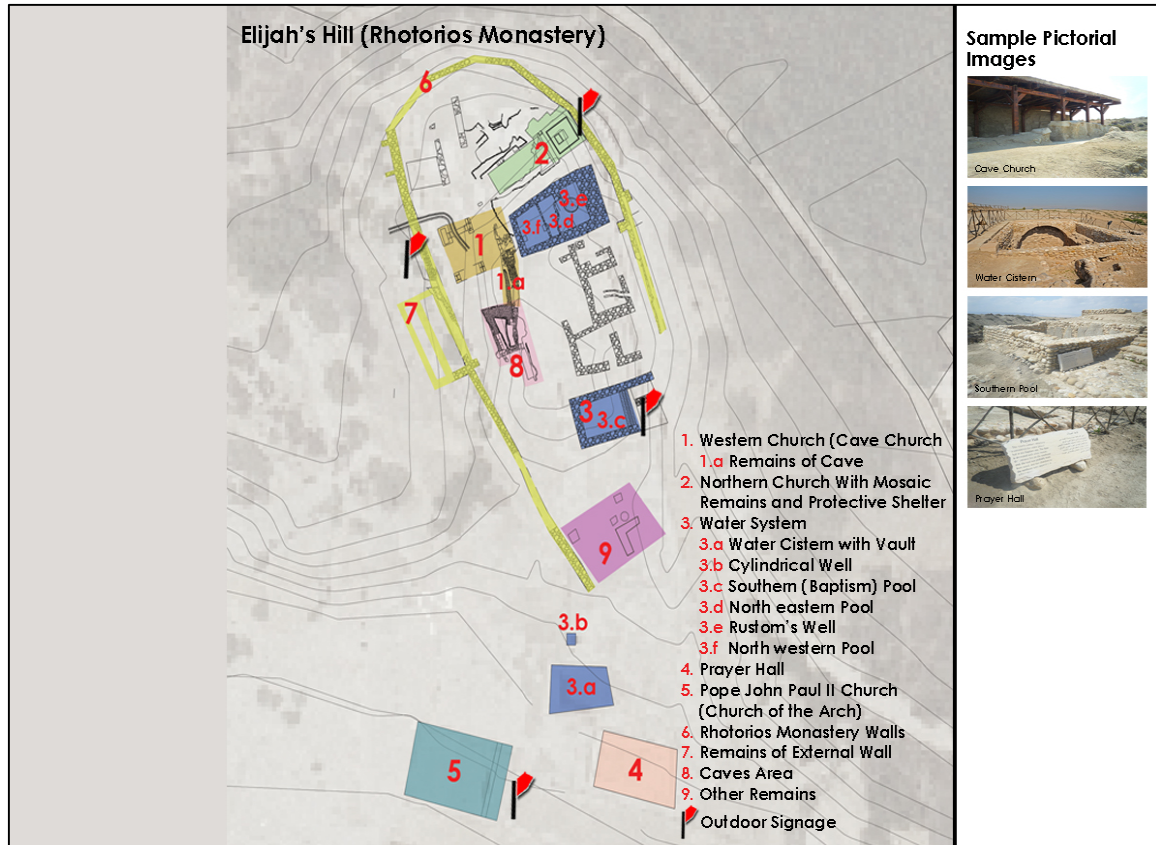 Elijah's Hill (Rhotorios Monastery)
6
2
3.e
3.d
3.f
1
1.a
7
8
3
3.c
9
3.b
3.a
5
4
1. Western Church (Cave Church
1.a Remains of Cave
2. Northern Church With Mosaic
Remains and Protective Shelter
3. Water System
3.a Water Cistern with Vault
3.b Cylindrical Well
3.c Southern (Baptism) Pool
3.d North eastern Pool
3.e Rustom's Well
3.f North western Pool
4. Prayer Hall
5. Pope John Paul II Church
(Church of the Arch)
6. Rhotorios Monastery Walls
7. Remains of External Wall
8. Caves Area
9. Other Remains
Outdoor Signage
Sample Pictorial
Images
Cave Church
Water Cistern
Southern Pool
Prayer Hall